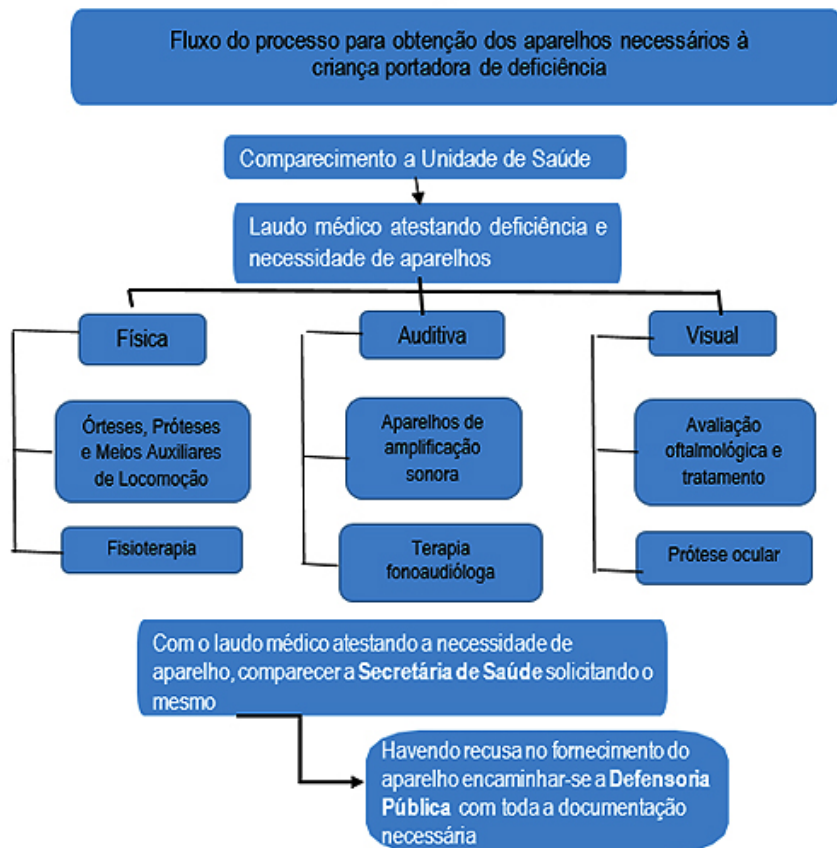 Fluxo do processo para obtenção dos aparelhos necessários à
criança portadora de deficiência
Comparecimento a Unidade de Saúde
Laudo médico atestando deficiência e
necessidade de aparelhos
Física
Auditiva
Visual
Órteses, Próteses
e Meios Auxiliares
de Locomoção
Aparelhos de
amplificação
sonora
Avaliação
oftalmológica e
tratamento
Fisioterapia
Terapia
fonoaudióloga
Prótese ocular
Com o laudo médico atestando a necessidade de
aparelho, comparecer a Secretária de Saúde solicitando o
mesmo
Havendo recusa no fornecimento do
aparelho encaminhar-se a Defensoria
Pública com toda a documentação
necessária